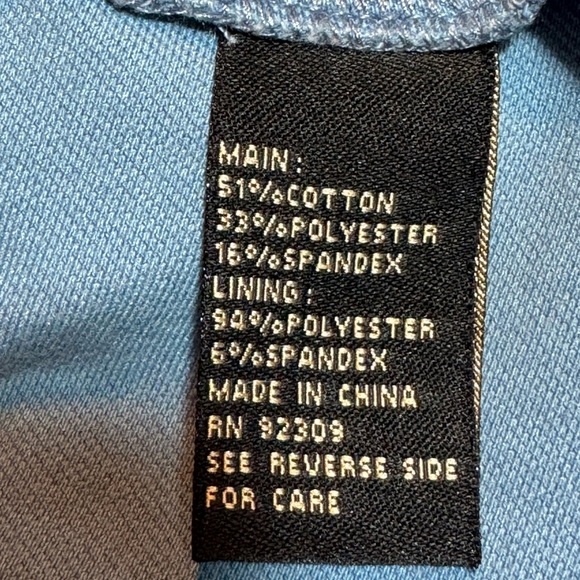 MAIN:
51%COTTON
33%POLYESTER
16%SPANDEX
LINING:
94%POLYESTER
6%SPANDEX
MADE IN CHINA
RN 92309
SEE REVERSE SIDE
FOR CARE